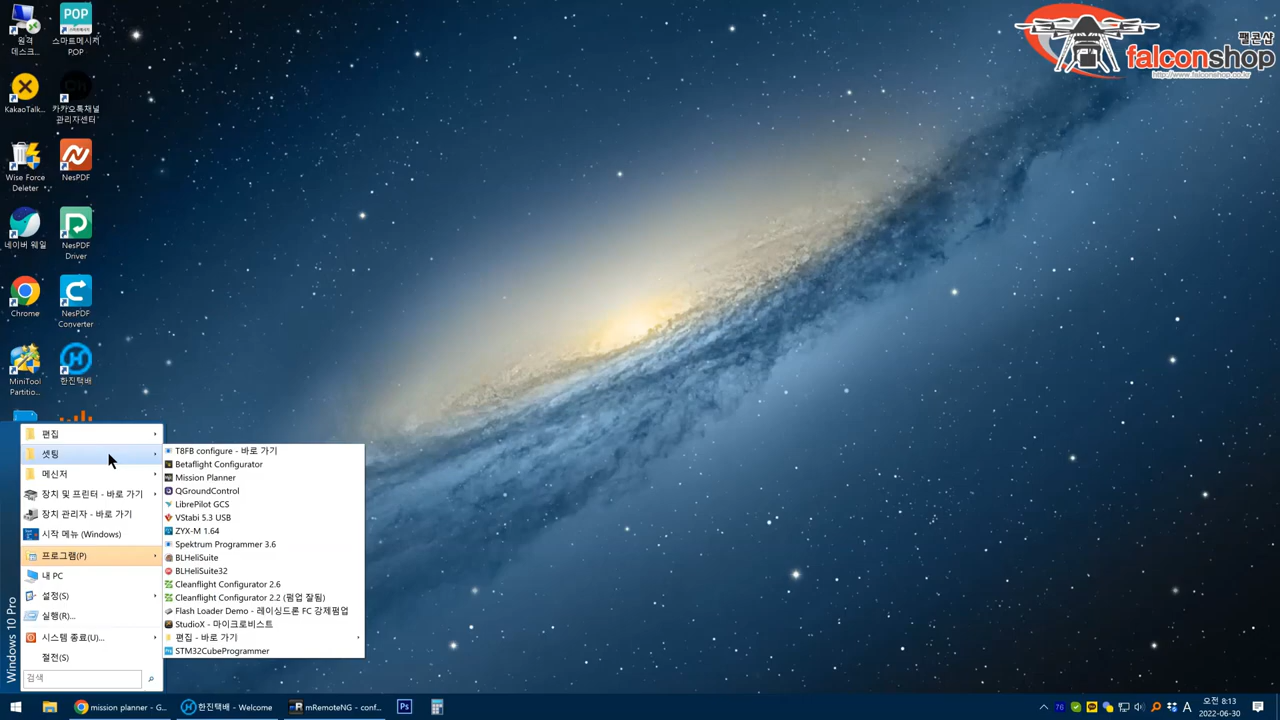 원격
데스크...
스마트메시커
POP
팰콘샵
falconshop
http://www.falconshop.co.kr
KakaoTalk...
카카오톡채널
관리자센터
Wise Force
Deleter
NesPDF
네이버 웨일
NesPDF
Driver
Chrome
NesPDF
Converter
MiniTool
Partitio...
한진택배
편집
셋팅
메신저
장치 및 프린터 - 바로 가기
장치 관리자 - 바로 가기
시작 메뉴 (Windows)
프로그램(P)
내 PC
설정(S)
실행(R)...
시스템 종료(U)...
절전(S)
검색
Windows 10 Pro
T8FB configure - 바로 가기
Betaflight Configurator
Mission Planner
QGroundControl
LibrePilot GCS
VStabi 5.3 USB
ZYX-M 1.64
Spektrum Programmer 3.6
BLHeliSuite
BLHeliSuite32
Cleanflight Configurator 2.6
Cleanflight Configurator 2.2 (펌업 잘됨)
Flash Loader Demo - 레이싱드론 FC 강제펌업
StudioX - 마이크로비스트
편집 - 바로 가기
STM32CubeProgrammer
mission planner - G...
한진택배 - Welcome
mRemoteNG - conf...
Ps
76
A
오전 8:13
2022-06-30